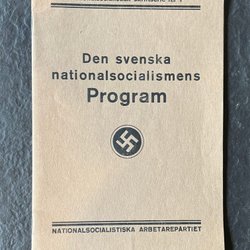 Den svenska
nationalsocialismens
Program
NATIONALSOCIALISTISKA ARBETAREPARTIET